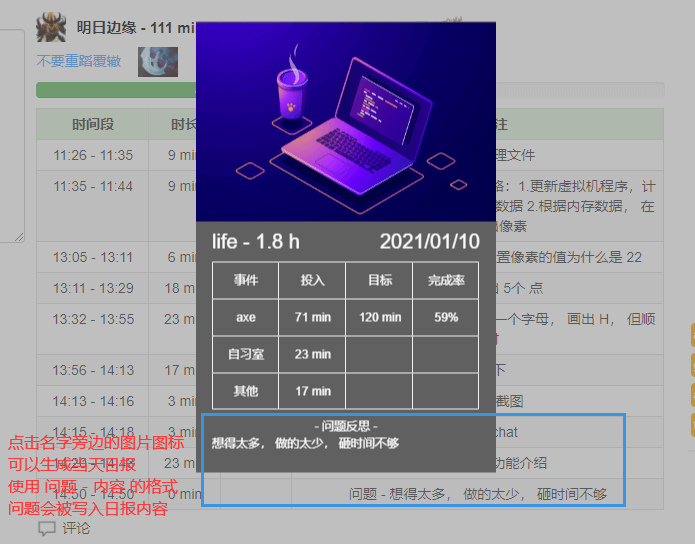 明日边缘 - 111 mi
不要重蹈覆辙
时间段 时长 注
11:26 - 11:35 9 min 理文件
11:35 - 11:44 9 min 1.更新虚拟机程序，计
数据 2.根据内存数据， 在
像素
13:05 - 13:11 6 min 置像素的值为什么是 22
13:11 - 13:29 18 m 5个 点
13:32 - 13:55 23 m 一个字母， 画出 H， 但顺
13:56 - 14:13 17 m 下
14:13 - 14:16 3 min 截图
14:15 - 14:18 3 min chat
23 m 功能介绍
14:50 - 14:50 0 min 问题 - 想得太多， 做的太少， 砸时间不够
评论
life - 1.8 h 2021/01/10
事件 投入 目标 完成率
axe 71 min 120 min 59%
自习室 23 min
其他 17 min
- 问题反思 -
想得太多， 做的太少， 砸时间不够
点击名字旁边的图片图标
可以生成当天日报
使用 问题 - 内容 的格式
问题会被写入日报内容